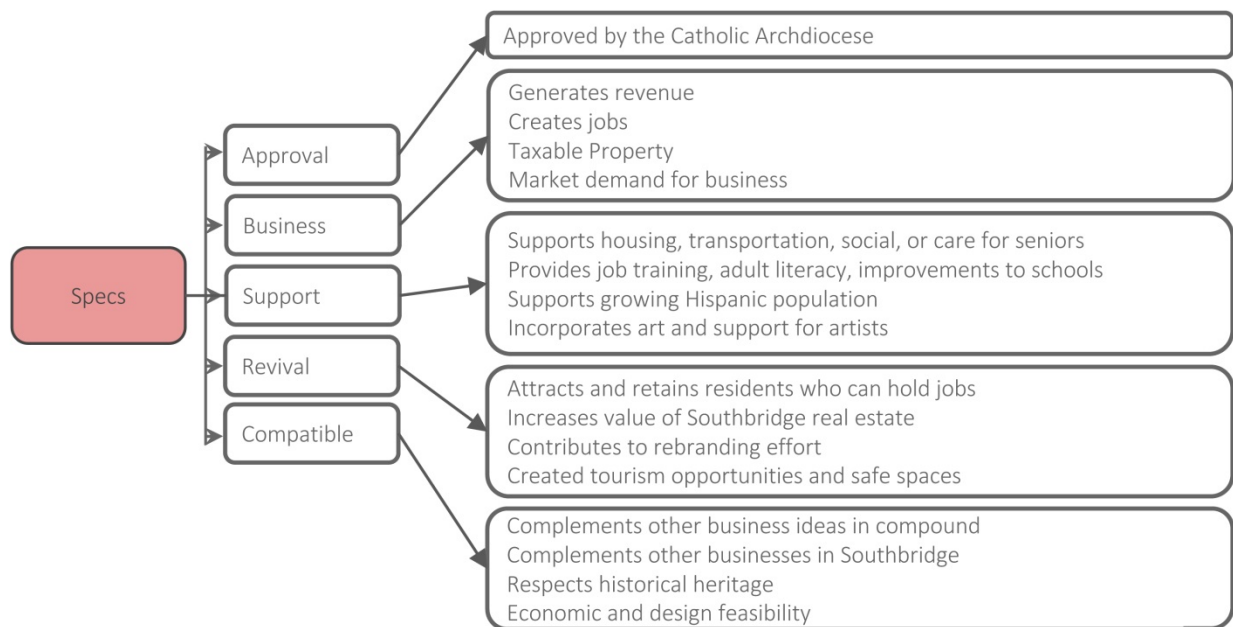 Specs
Approval
Business
Support
Revival
Compatible
Approved by the Catholic Archdiocese
Generates revenue
Creates jobs
Taxable Property
Market demand for business
Supports housing, transportation, social, or care for seniors
Provides job training, adult literacy, improvements to schools
Supports growing Hispanic population
Incorporates art and support for artists
Attracts and retains residents who can hold jobs
Increases value of Southbridge real estate
Contributes to rebranding effort
Created tourism opportunities and safe spaces
Complements other business ideas in compound
Complements other businesses in Southbridge
Respects historical heritage
Economic and design feasibility